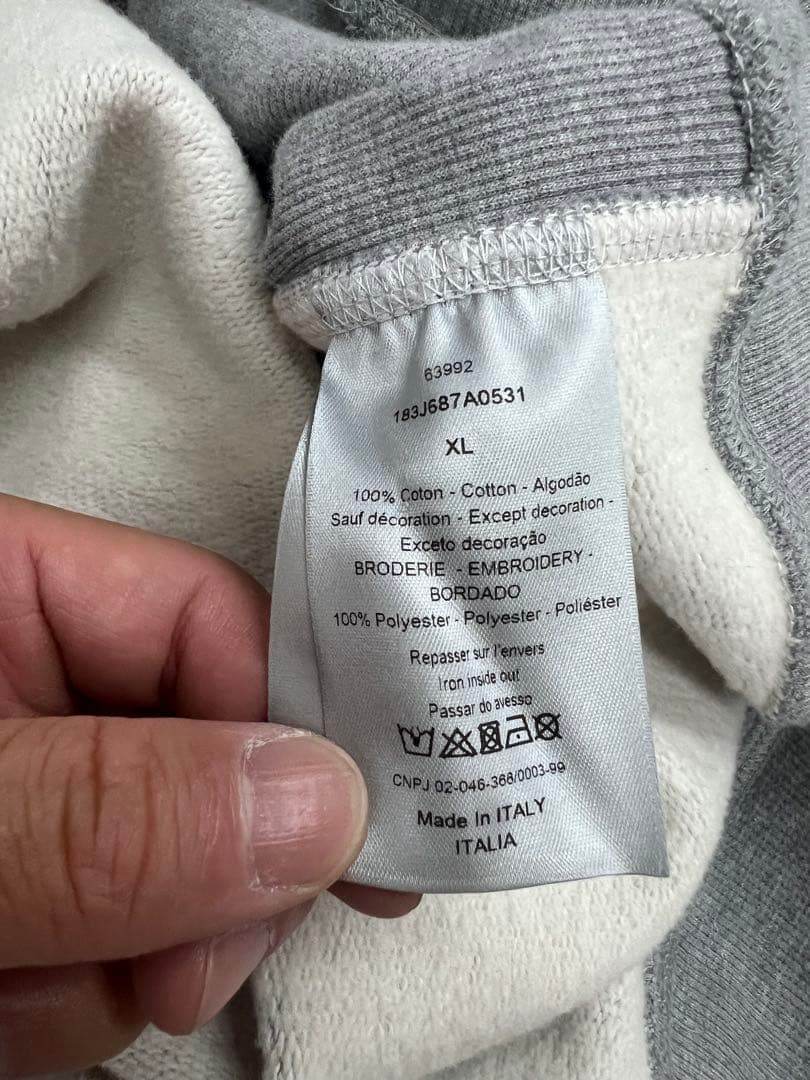 63992
183J687A0531
XL
100% Coton - Cotton - Algodão
Sauf décoration - Except decoration -
Exceto decoração
BRODERIE - EMBROIDERY -
BORDADO
100% Polyester - Polyester - Poliéster
Repasser sur l'envers
Iron inside out
Passar do avesso
CNPJ 02-046-368/0003-99
Made In ITALY
ITALIA